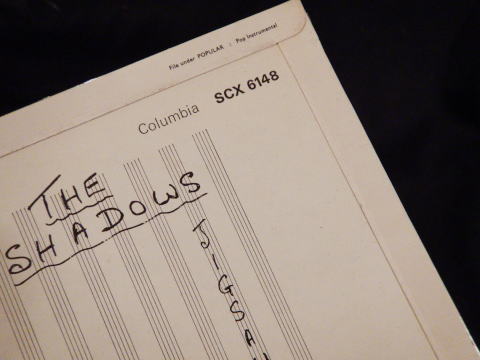 File under POPULAR : Pop Instrumental
Columbia SCX 6148
THE
SHADOWS
JIGSA